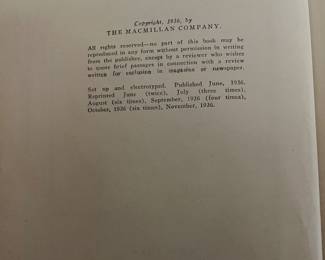 Copyright, 1936, by
THE MACMILLAN COMPANY.
All rights reserved—no part of this book may be
reproduced in any form without permission in writing
from the publisher, except by a reviewer who wishes
to quote brief passages in connection with a review
written for inclusion in magazine or newspaper.
Set up and electrotyped. Published June, 1936.
Reprinted June (twice), July (three times),
August (six times), September, 1936 (four times),
October, 1936 (six times), November, 1936.